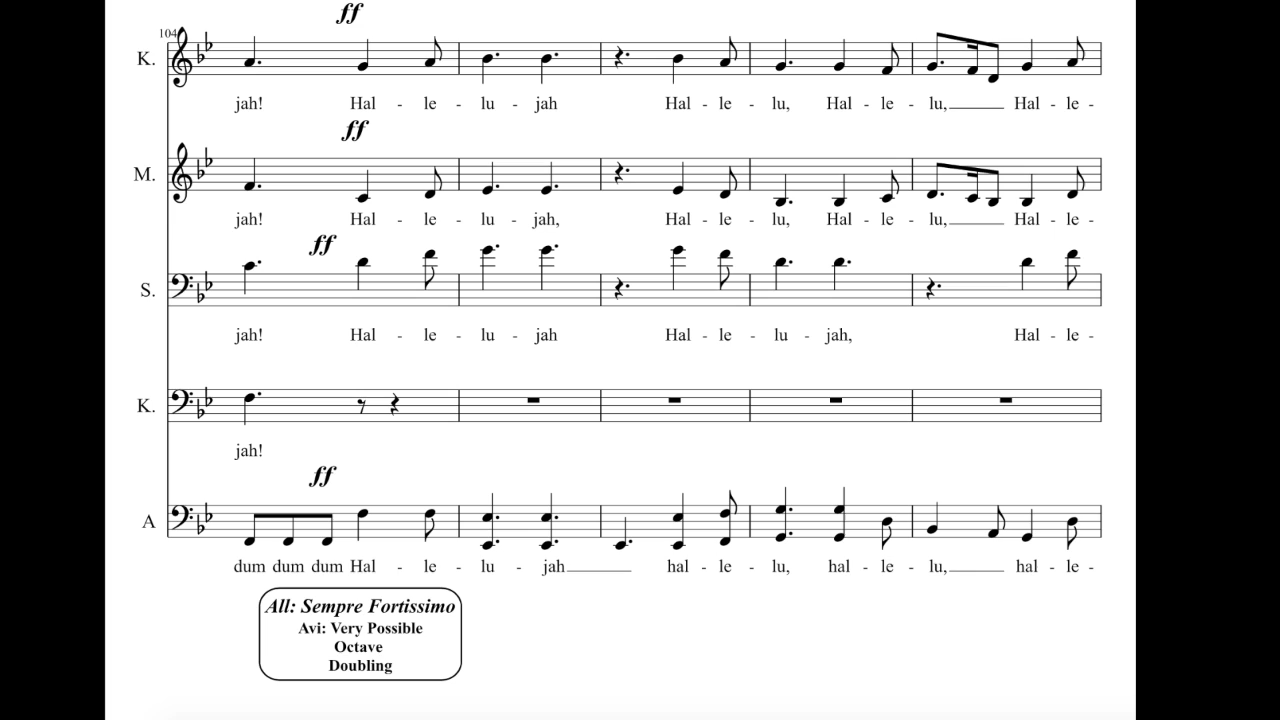 ff
104
K.
jah! Hal - le - lu - jah Hal - le - lu, Hal - le - lu, Hal - le -
ff
M.
jah! Hal - le - lu - jah, Hal - le - lu, Hal - le - lu, Hal - le -
ff
S.
jah! Hal - le - lu - jah Hal - le - lu - jah, Hal - le -
K.
jah!
ff
A
dum dum dum Hal - le - lu - jah hal - le - lu, hal - le - lu, hal - le -
All: Sempre Fortissimo
Avi: Very Possible
Octave
Doubling